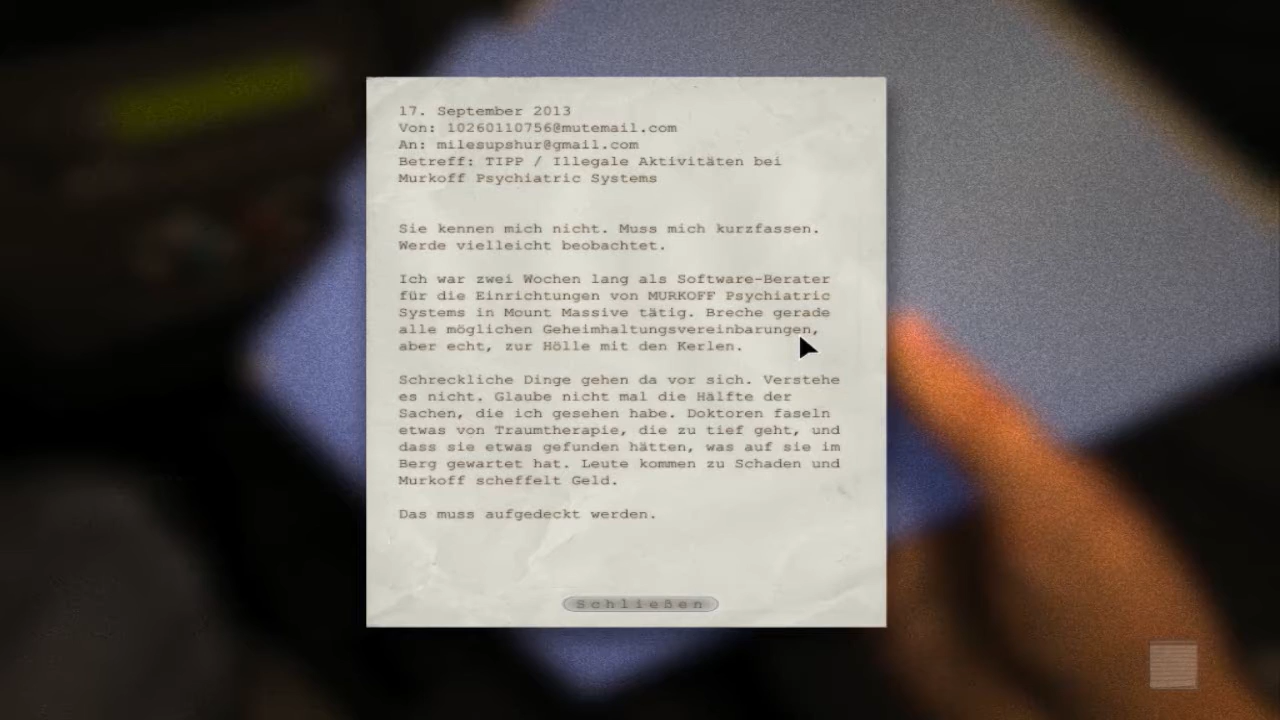 17. September 2013
Von: 10260110756@mutemail.com
An: milesupshur@gmail.com
Betreff: TIPP / Illegale Aktivitäten bei
Murkoff Psychiatric Systems
Sie kennen mich nicht. Muss mich kurzfassen.
Werde vielleicht beobachtet.
Ich war zwei Wochen lang als Software-Berater
für die Einrichtungen von MURKOFF Psychiatric
Systems in Mount Massive tätig. Breche gerade
alle möglichen Geheimhaltungsvereinbarungen,
aber echt, zur Hölle mit den Kerlen.
Schreckliche Dinge gehen da vor sich. Verstehe
es nicht. Glaube nicht mal die Hälfte der
Sachen, die ich gesehen habe. Doktoren faseln
etwas von Traumtherapie, die zu tief geht, und
dass sie etwas gefunden hätten, was auf sie im
Berg gewartet hat. Leute kommen zu Schaden und
Murkoff scheffelt Geld.
Das muss aufgedeckt werden.
Schließen